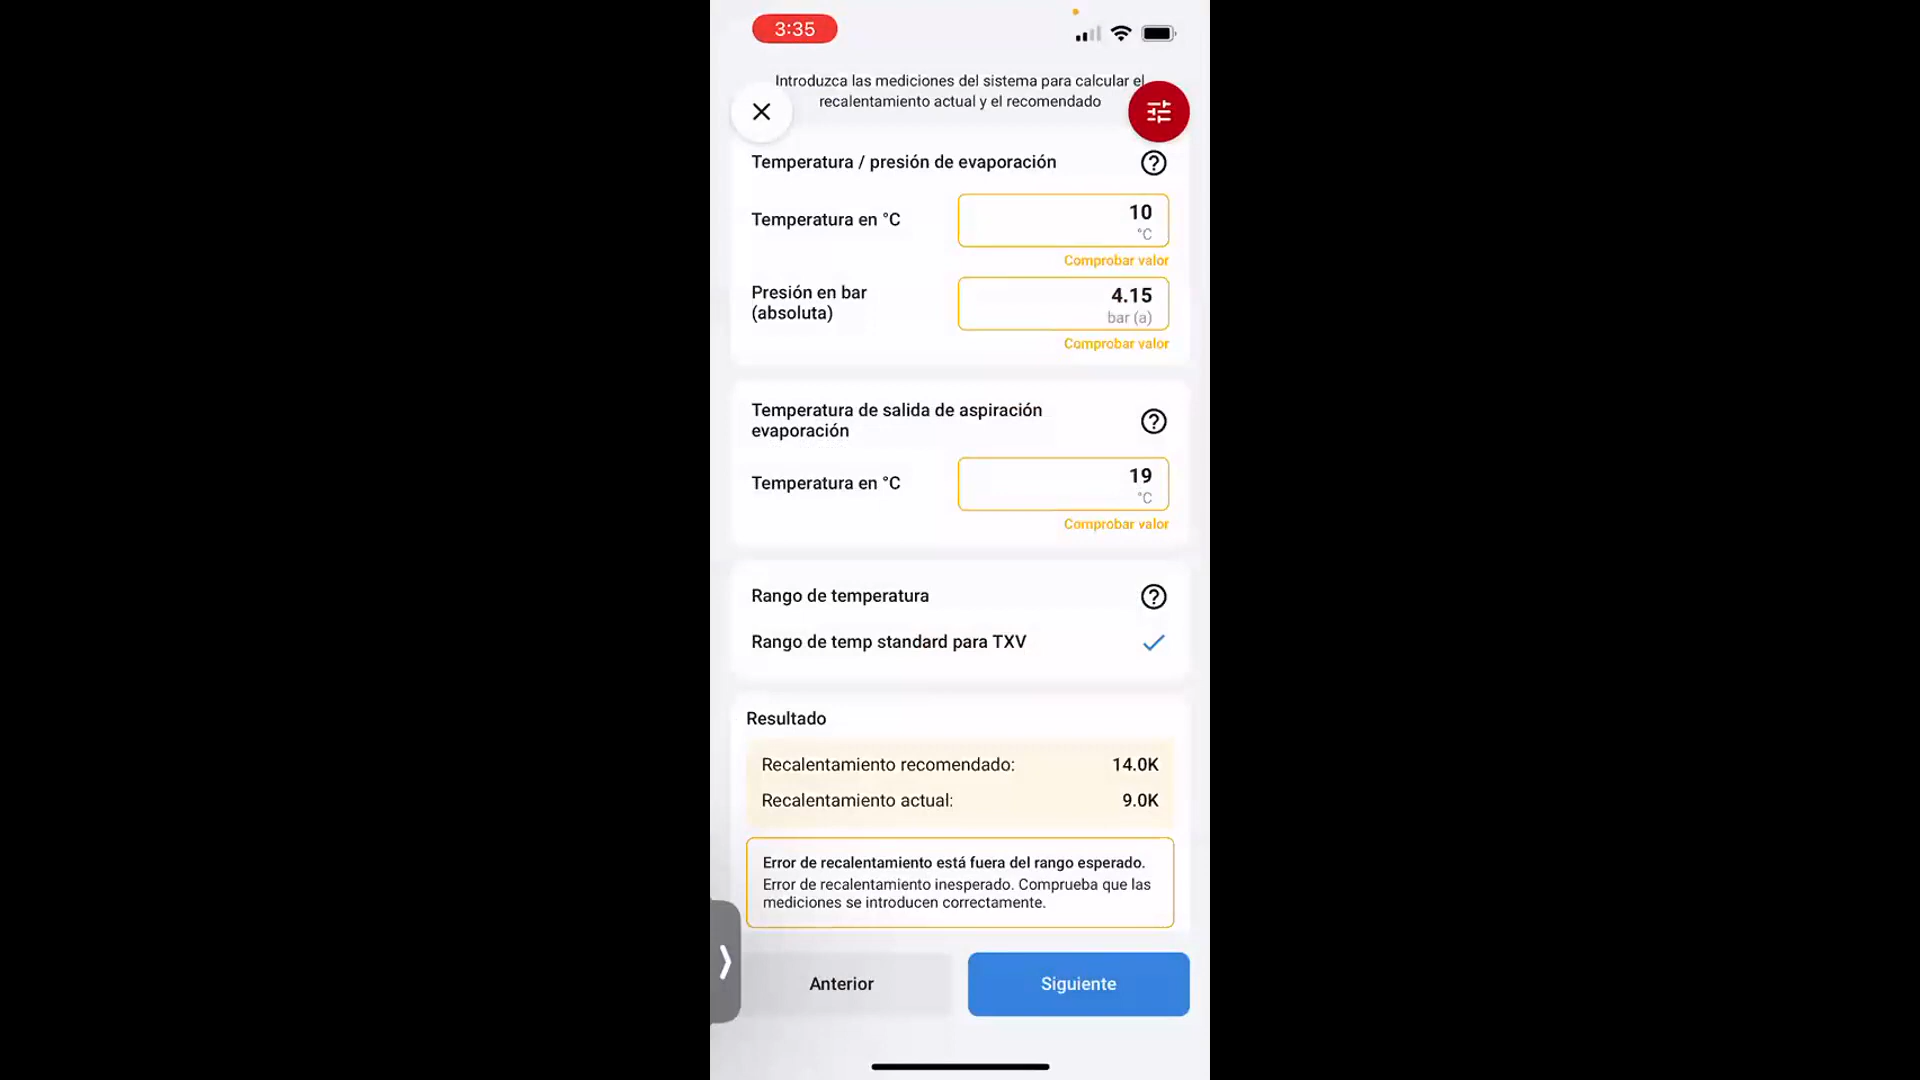 3:35
Introduzca las mediciones del sistema para calcular el
recalentamiento actual y el recomendado
Temperatura / presión de evaporación
Temperatura en °C
10
°C
Comprobar valor
Presión en bar
(absoluta)
4.15
bar (a)
Comprobar valor
Temperatura de salida de aspiración
evaporación
Temperatura en °C
19
°C
Comprobar valor
Rango de temperatura
Rango de temp standard para TXV
Resultado
Recalentamiento recomendado: 14.0K
Recalentamiento actual: 9.0K
Error de recalentamiento está fuera del rango esperado.
Error de recalentamiento inesperado. Comprueba que las
mediciones se introducen correctamente.
Anterior
Siguiente